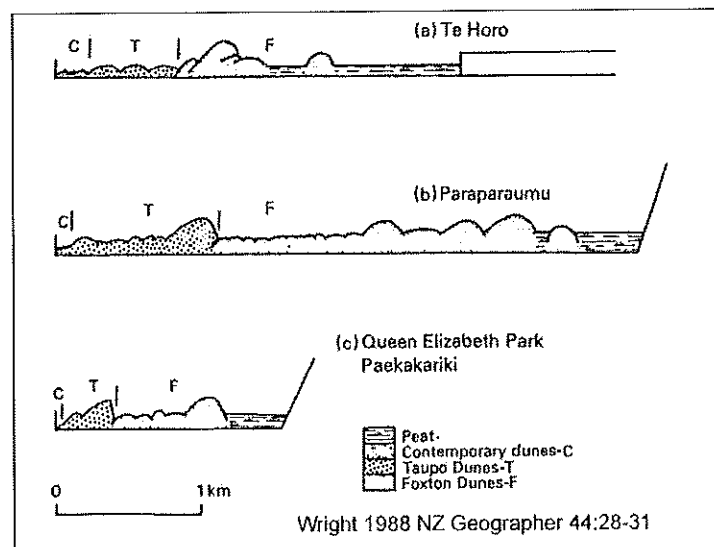 (a) Te Horo
C T F
(b) Paraparaumu
C T F
(c) Queen Elizabeth Park
Paekakariki
C T F
Peat-
Contemporary dunes-C
Taupo Dunes-T
Foxton Dunes-F
0 1km
Wright 1988 NZ Geographer 44:28-31